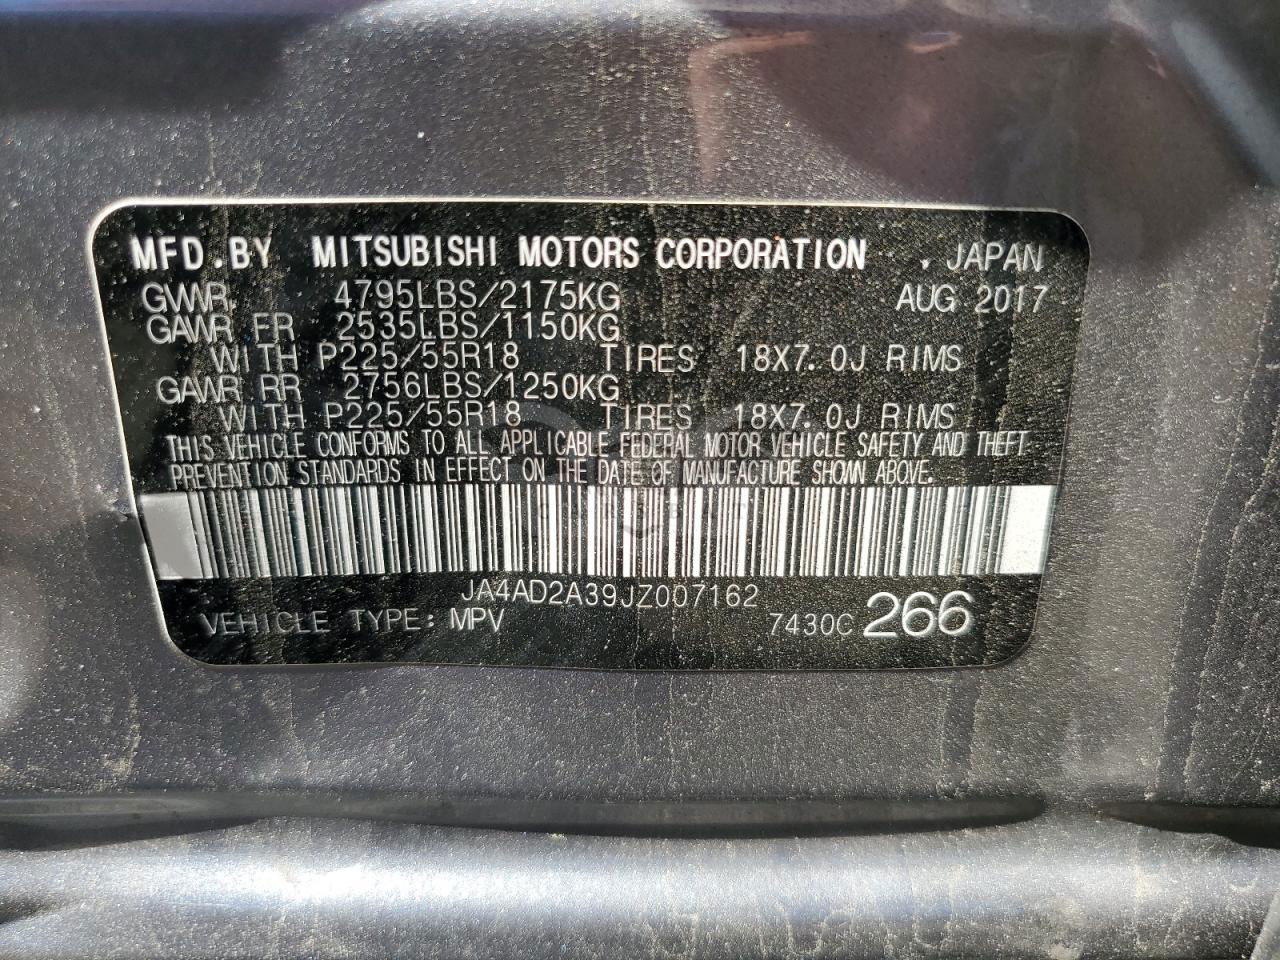 MFD.BY MITSUBISHI MOTORS CORPORATION JAPAN
GVWR 4795LBS/2175KG AUG 2017
GAWR FR 2535LBS/1150KG
WITH P225/55R18 TIRES 18X7.0J RIMS
GAWR RR 2756LBS/1250KG
WITH P225/55R18 TIRES 18X7.0J RIMS
THIS VEHICLE CONFORMS TO ALL APPLICABLE FEDERAL MOTOR VEHICLE SAFETY AND THEFT
PREVENTION STANDARDS IN EFFECT ON THE DATE OF MANUFACTURE SHOWN ABOVE.
JA4AD2A39JZ007162
VEHICLE TYPE: MPV 7430C 266